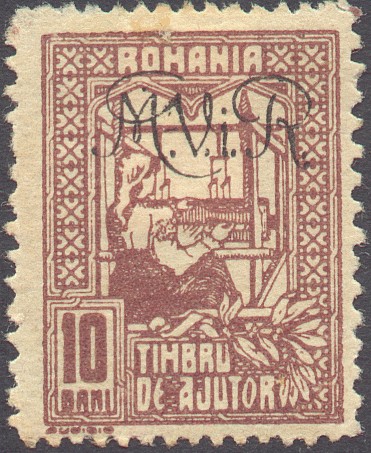 ROMANIA
M.V.i.R.
10
BANI
TIMBRU
DE AJUTOR